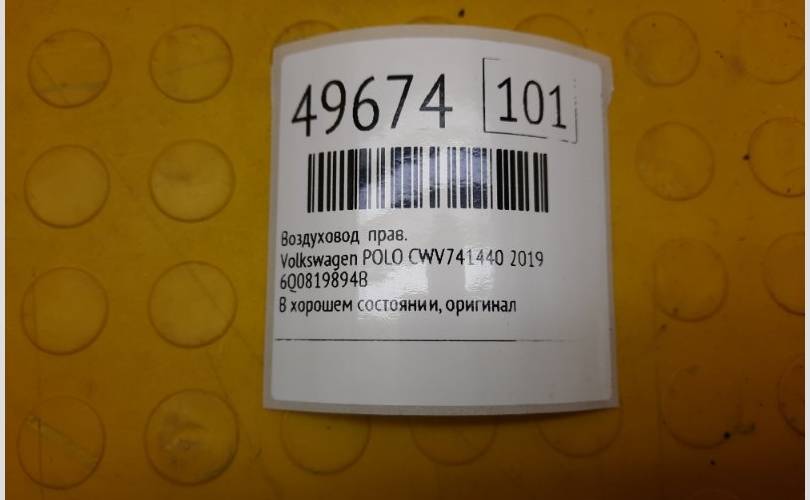 49674 101
Воздуховод прав.
Volkswagen POLO CWV741440 2019
6Q0819894B
В хорошем состоянии, оригинал